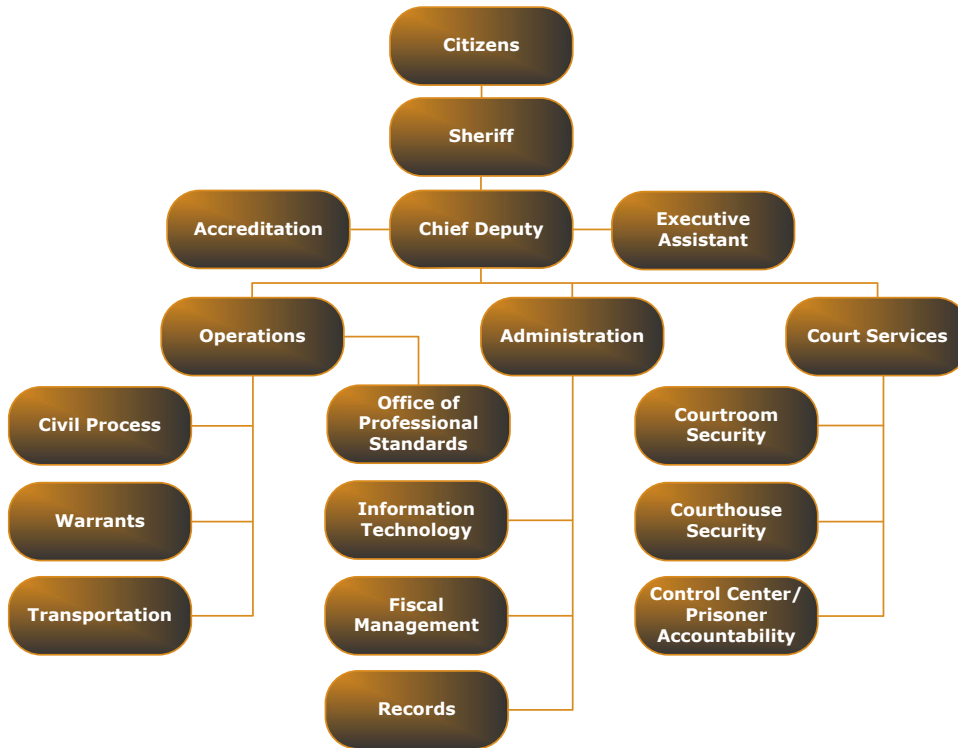 Citizens
Sheriff
Accreditation
Chief Deputy
Executive
Assistant
Operations
Administration
Court Services
Civil Process
Office of
Professional
Standards
Courtroom
Security
Warrants
Information
Technology
Courthouse
Security
Transportation
Fiscal
Management
Control Center/
Prisoner
Accountability
Records